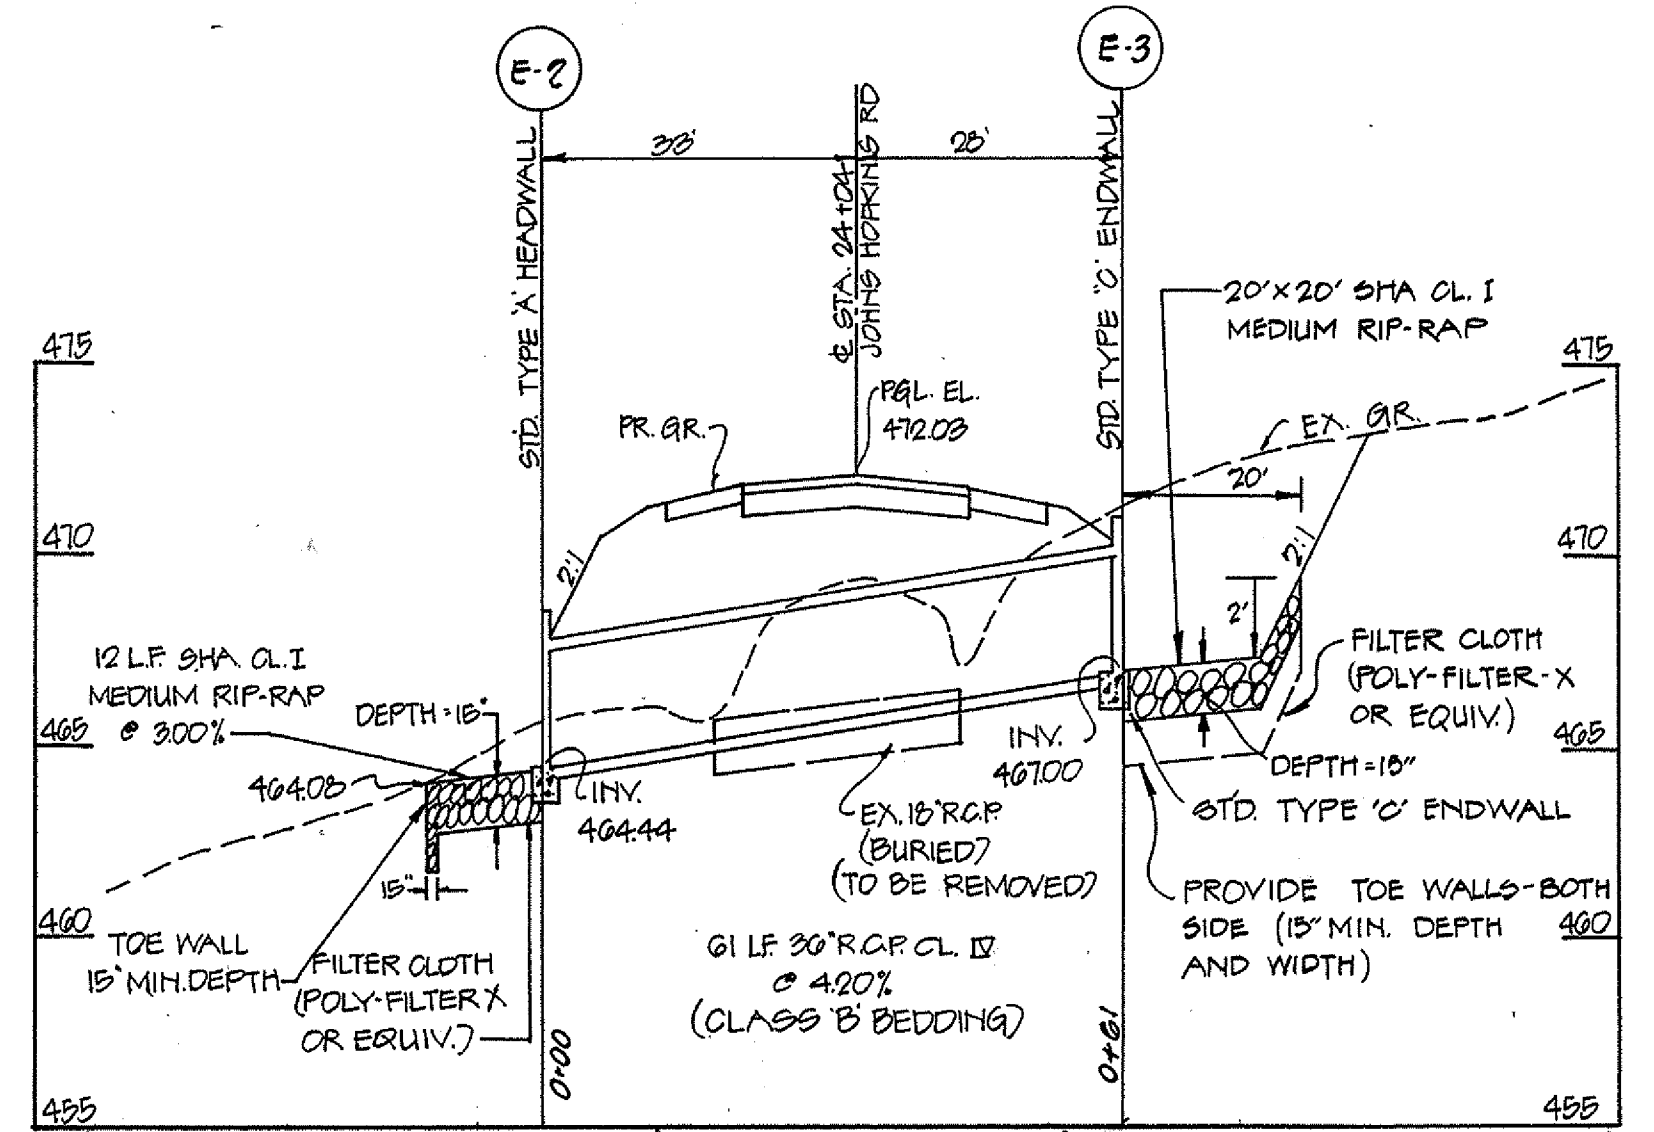 E-2
E-3
33'
28'
STD. TYPE 'A' HEADWALL
℄ STA. 24+04
JOHNS HOPKINS RD
STD. TYPE 'C' ENDWALL
20'X20' SHA CL. I
MEDIUM RIP-RAP
475
475
PGL. EL.
472.03
PR. GR.
EX. GR.
20'
470
470
2:1
2:1
2'
12 L.F. SHA. CL. I
MEDIUM RIP-RAP
@ 3.00%
DEPTH=15"
FILTER CLOTH
(POLY-FILTER-X
OR EQUIV.)
465
465
464.08
INV.
464.44
INV.
467.00
DEPTH=18"
EX. 18" R.C.P.
(BURIED)
(TO BE REMOVED)
STD. TYPE 'C' ENDWALL
15"
PROVIDE TOE WALLS-BOTH
SIDE (15" MIN. DEPTH
AND WIDTH)
460
460
TOE WALL
15" MIN. DEPTH
FILTER CLOTH
(POLY-FILTER X
OR EQUIV.)
61 LF. 36" R.C.P. CL. IV
@ 4.20%
(CLASS 'B' BEDDING)
0+00
0+61
455
455